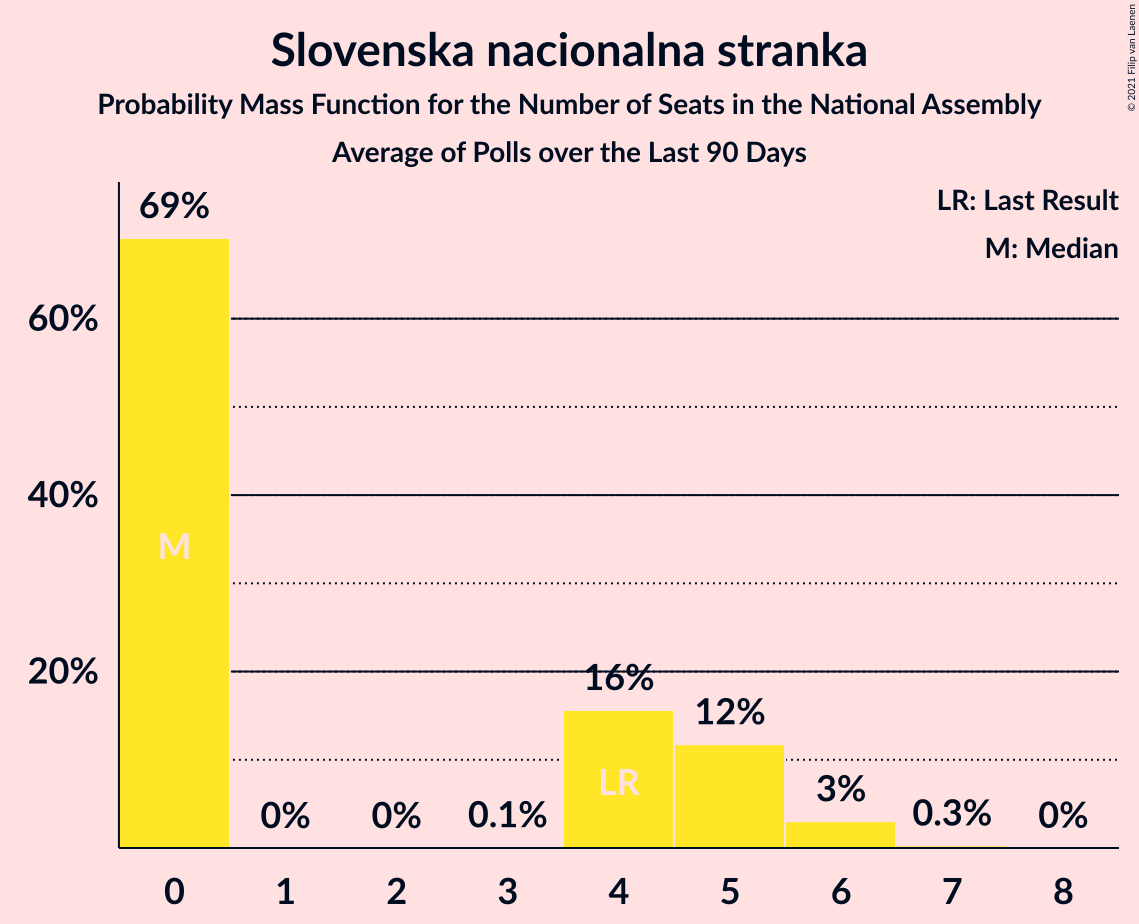 Slovenska nacionalna stranka
Probability Mass Function for the Number of Seats in the National Assembly
Average of Polls over the Last 90 Days
© 2021 Filip van Laenen
LR: Last Result
M: Median
69%
60%
40%
M
20%
16%
12%
LR
3%
0%
0%
0.1%
0.3%
0%
0 1 2 3 4 5 6 7 8